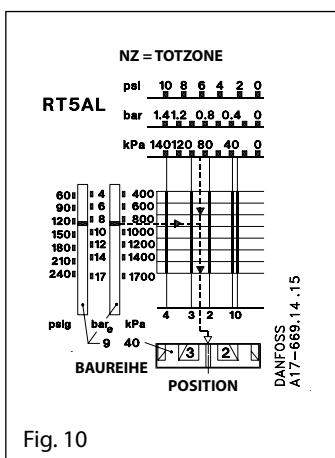 NZ = TOTZONE
psi 10 8 6 4 2 0
RT5AL
bar 1.4 1.2 0.8 0.4 0
kPa 140 120 80 40 0
60 4 400
90 6 600
120 8 800
150 10 1000
180 12 1200
210 14 1400
240 17 1700
4 3 2 1 0
psig bare kPa
9 40
BAUREIHE
3 2
POSITION
DANFOSS
A17-669.14.15
Fig. 10